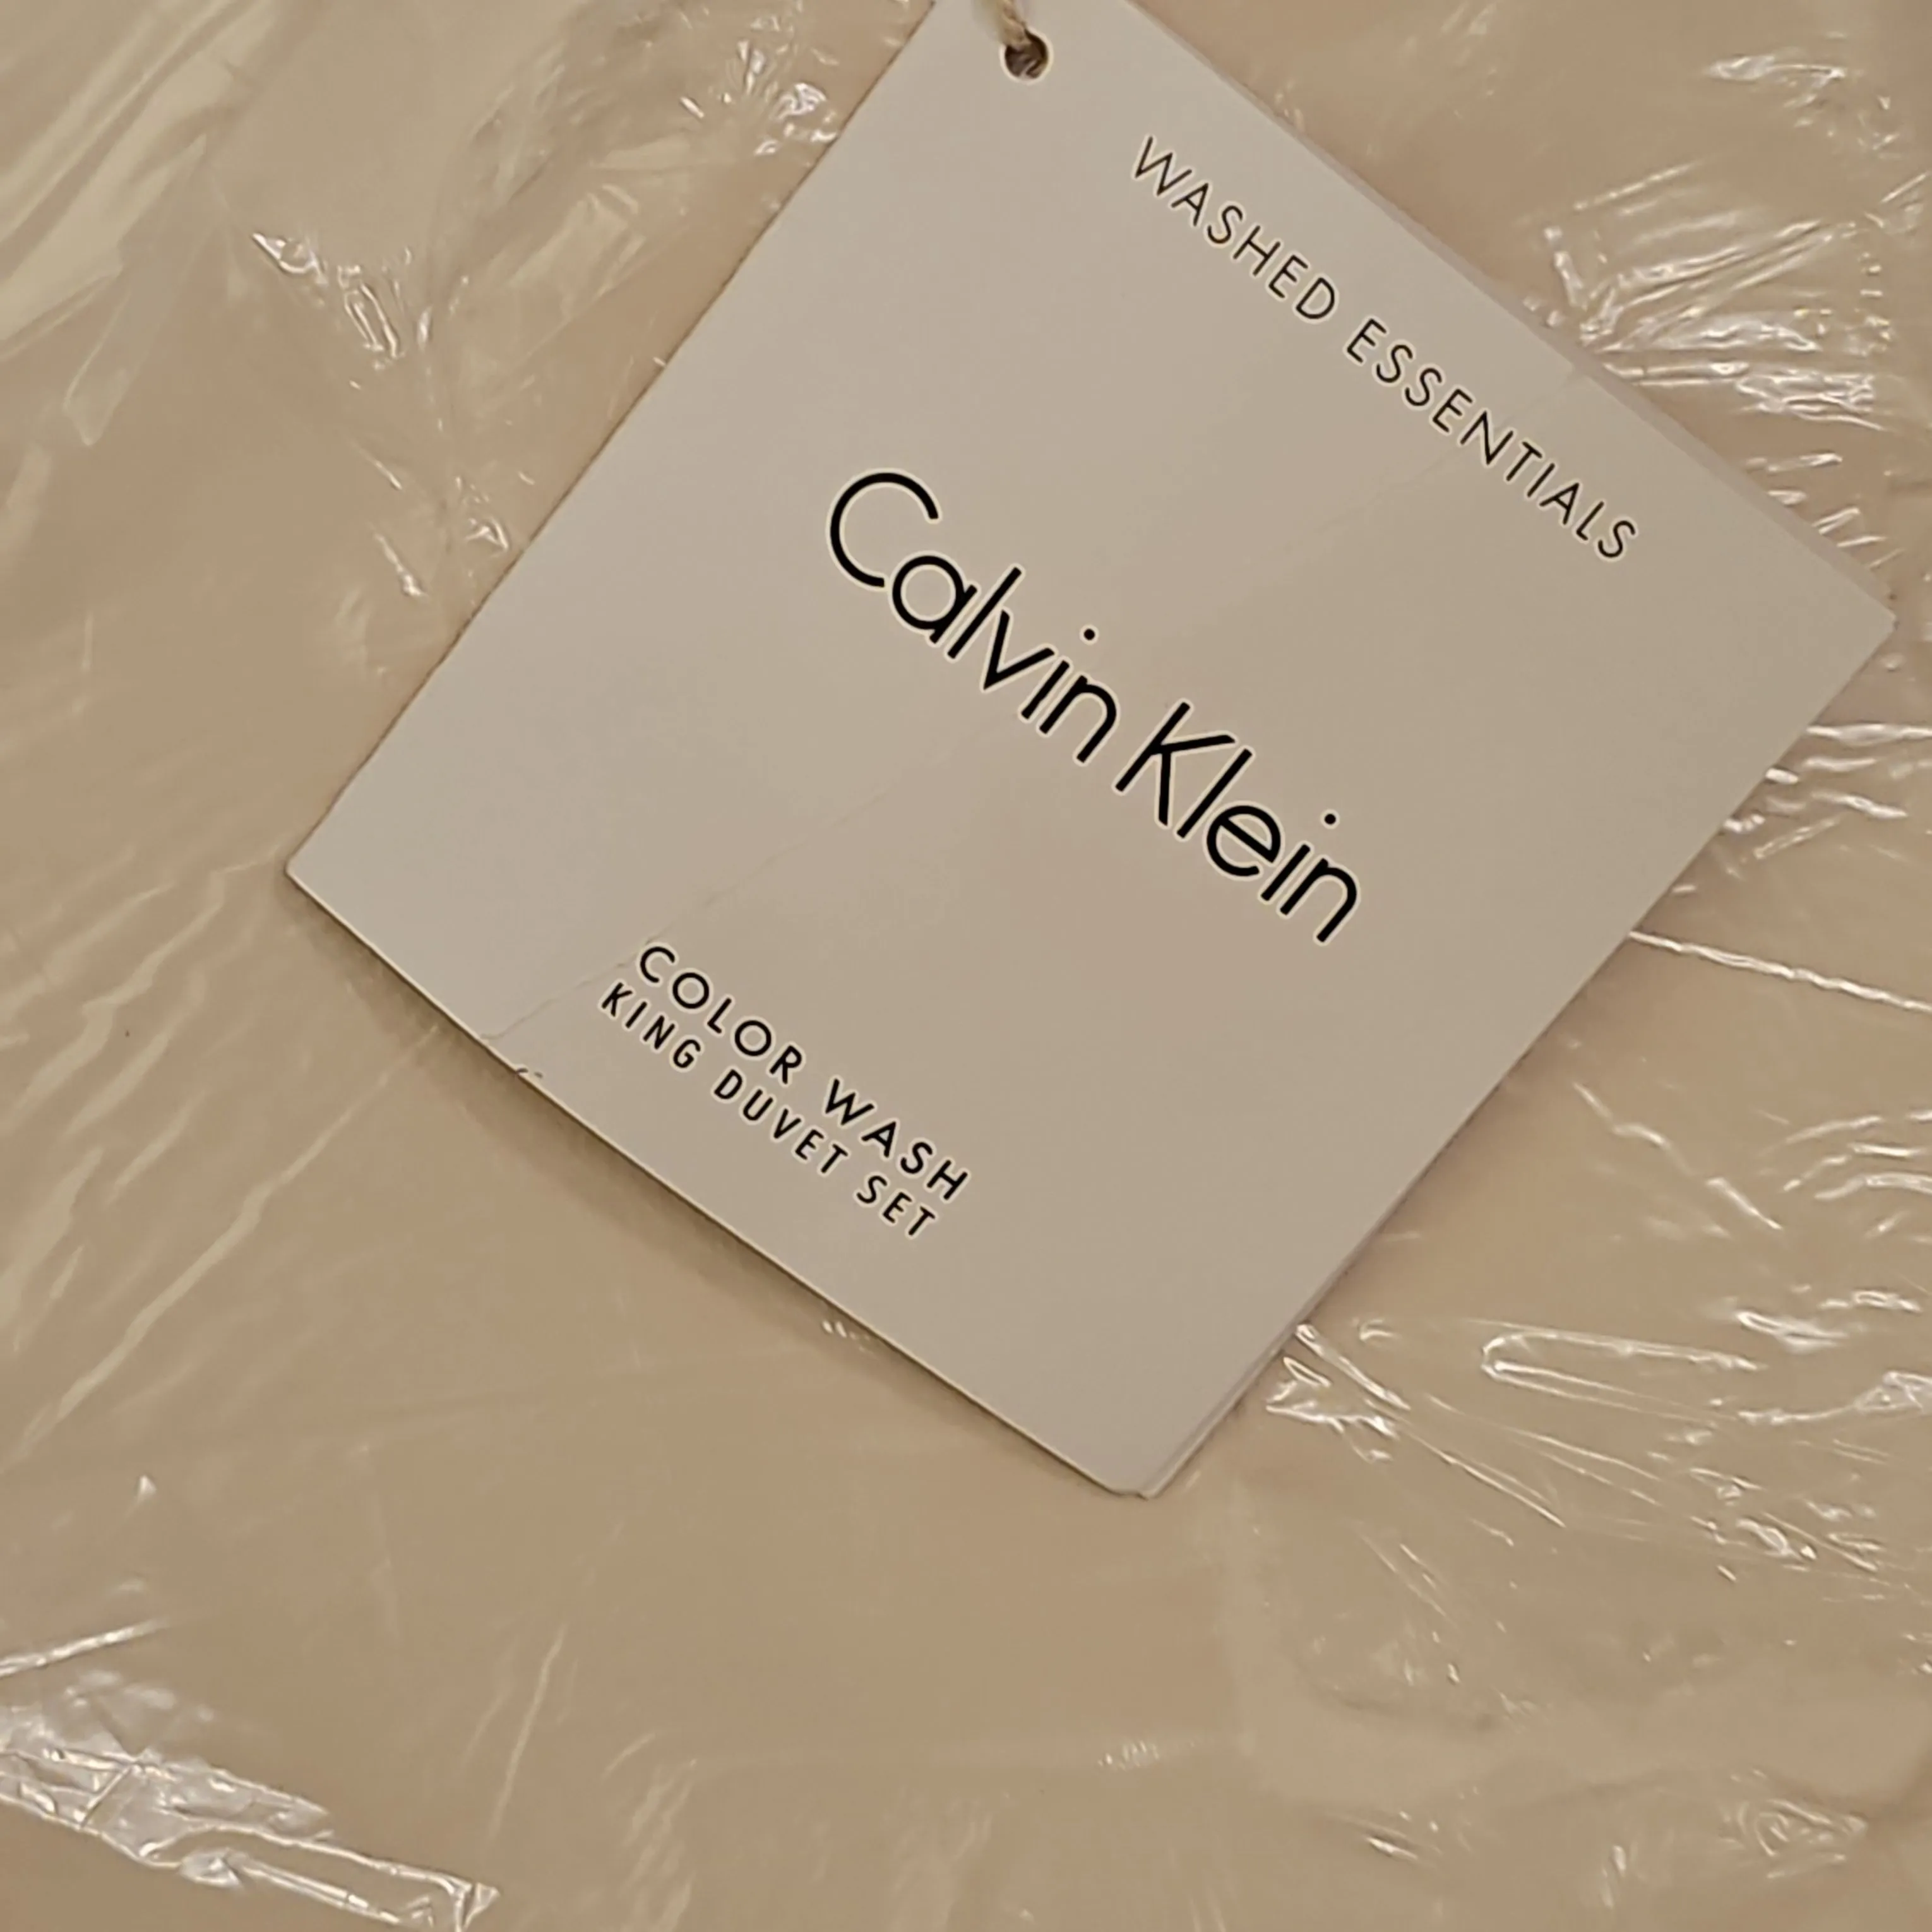 WASHED ESSENTIALS
Calvin Klein
COLOR WASH
KING DUVET SET